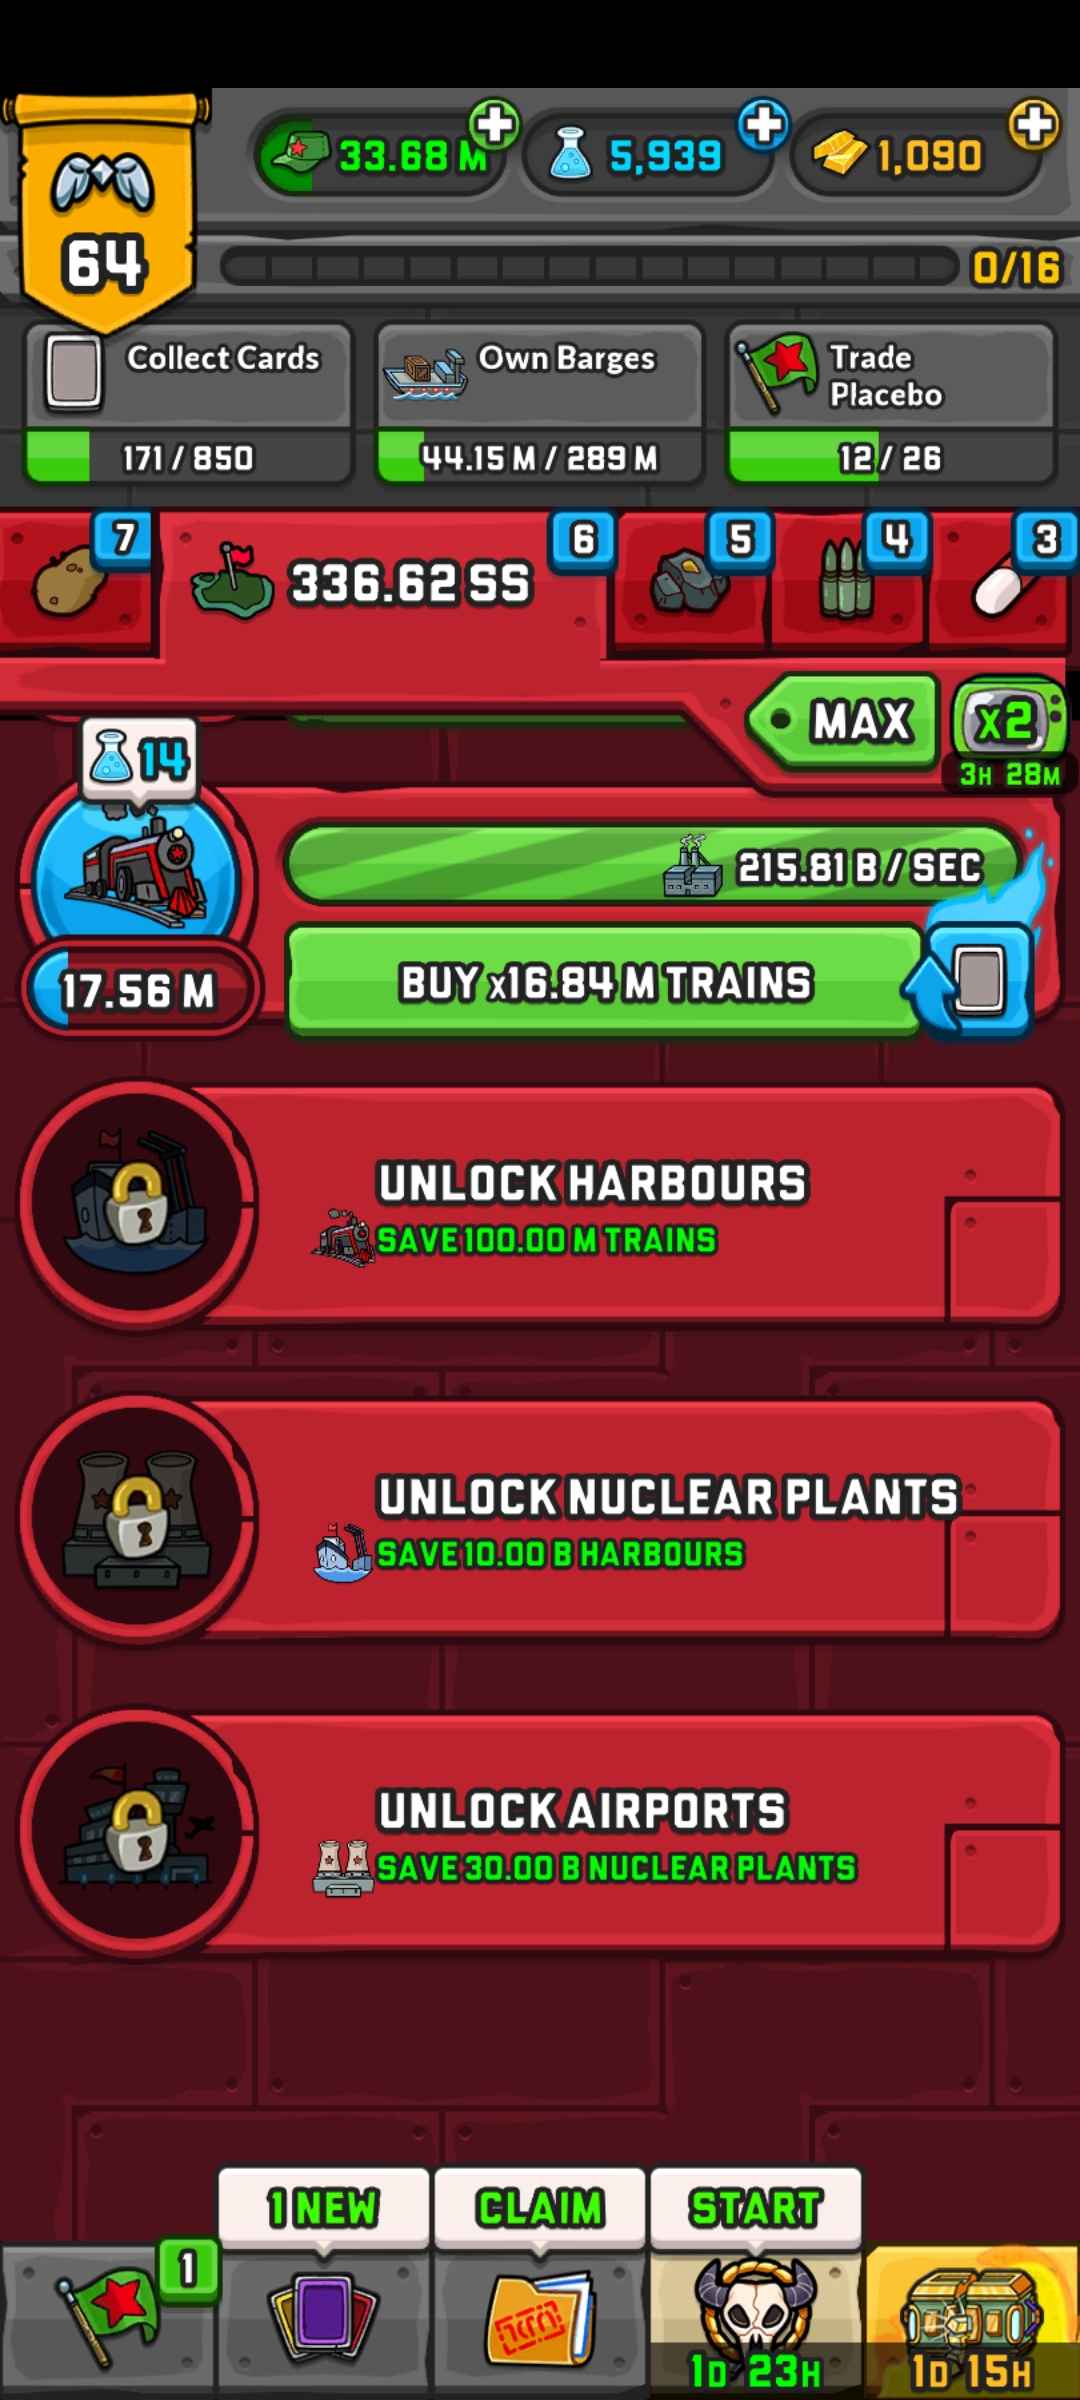 33.68 M
5,939
1,090
64
0/16
Collect Cards
171 / 850
Own Barges
44.15 M / 289 M
Trade
Placebo
12 / 26
7
336.62 SS
6
5
4
3
MAX
X2
3H 28M
14
215.81 B / SEC
17.56 M
BUY x16.84 M TRAINS
UNLOCK HARBOURS
SAVE 100.00 M TRAINS
UNLOCK NUCLEAR PLANTS
SAVE 10.00 B HARBOURS
UNLOCK AIRPORTS
SAVE 30.00 B NUCLEAR PLANTS
1 NEW
CLAIM
START
1
1D 23H
1D 15H